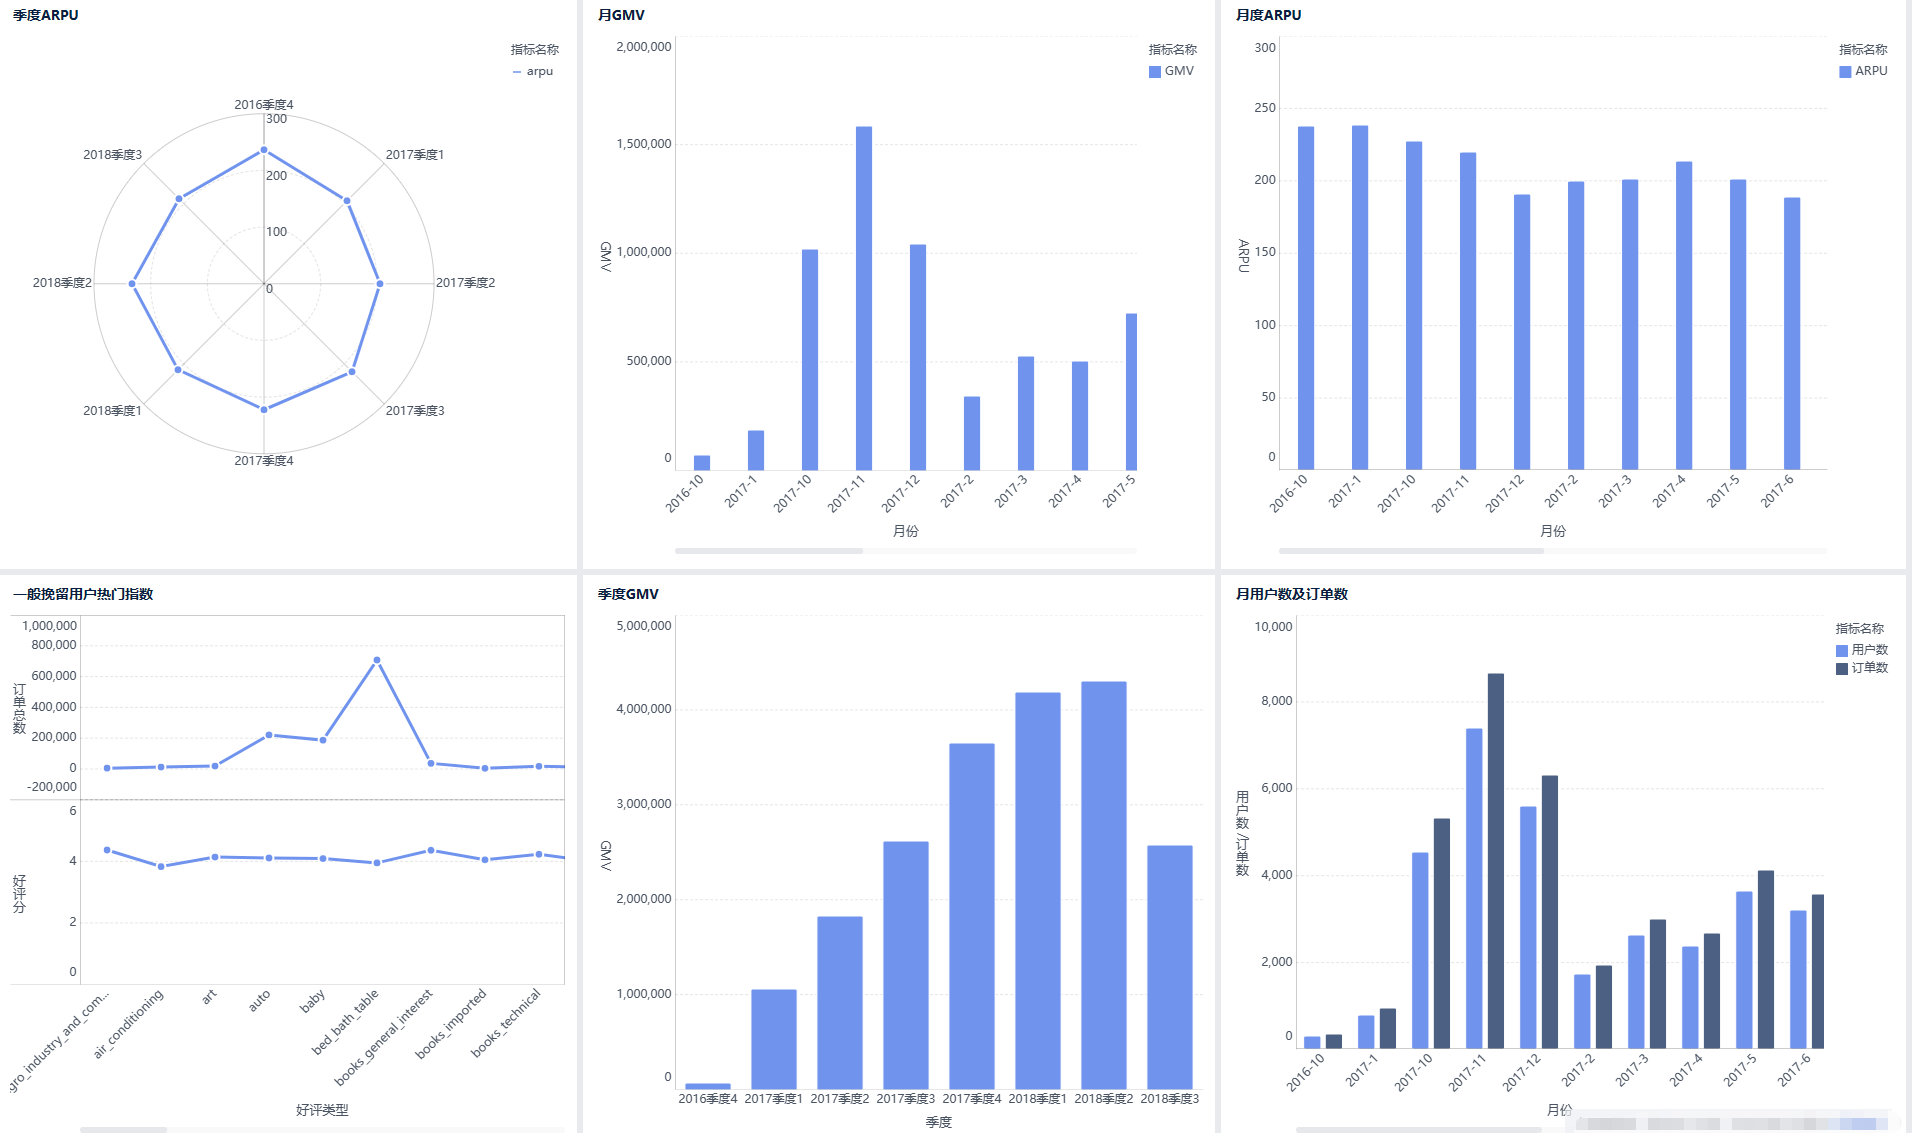 季度ARPU
指标名称
arpu
2016季度4
300
2018季度3
2017季度1
200
100
2018季度2
0
2017季度2
2018季度1
2017季度3
2017季度4
月GMV
指标名称
GMV
2,000,000
1,500,000
1,000,000
500,000
0
GMV
2016-10
2017-1
2017-10
2017-11
2017-12
2017-2
2017-3
2017-4
2017-5
月份
月度ARPU
指标名称
ARPU
300
250
200
150
100
50
0
ARPU
2016-10
2017-1
2017-10
2017-11
2017-12
2017-2
2017-3
2017-4
2017-5
2017-6
月份
一般挽留用户热门指数
1,000,000
800,000
600,000
400,000
200,000
0
-200,000
订单总数
6
4
2
0
好评分
gro_industry_and_com...
air_conditioning
art
auto
baby
bed_bath_table
books_general_interest
books_imported
books_technical
好评类型
季度GMV
5,000,000
4,000,000
3,000,000
2,000,000
1,000,000
0
GMV
2016季度4
2017季度1
2017季度2
2017季度3
2017季度4
2018季度1
2018季度2
2018季度3
季度
月用户数及订单数
指标名称
用户数
订单数
10,000
8,000
6,000
4,000
2,000
0
用户数/订单数
2016-10
2017-1
2017-10
2017-11
2017-12
2017-2
2017-3
2017-4
2017-5
2017-6
月份